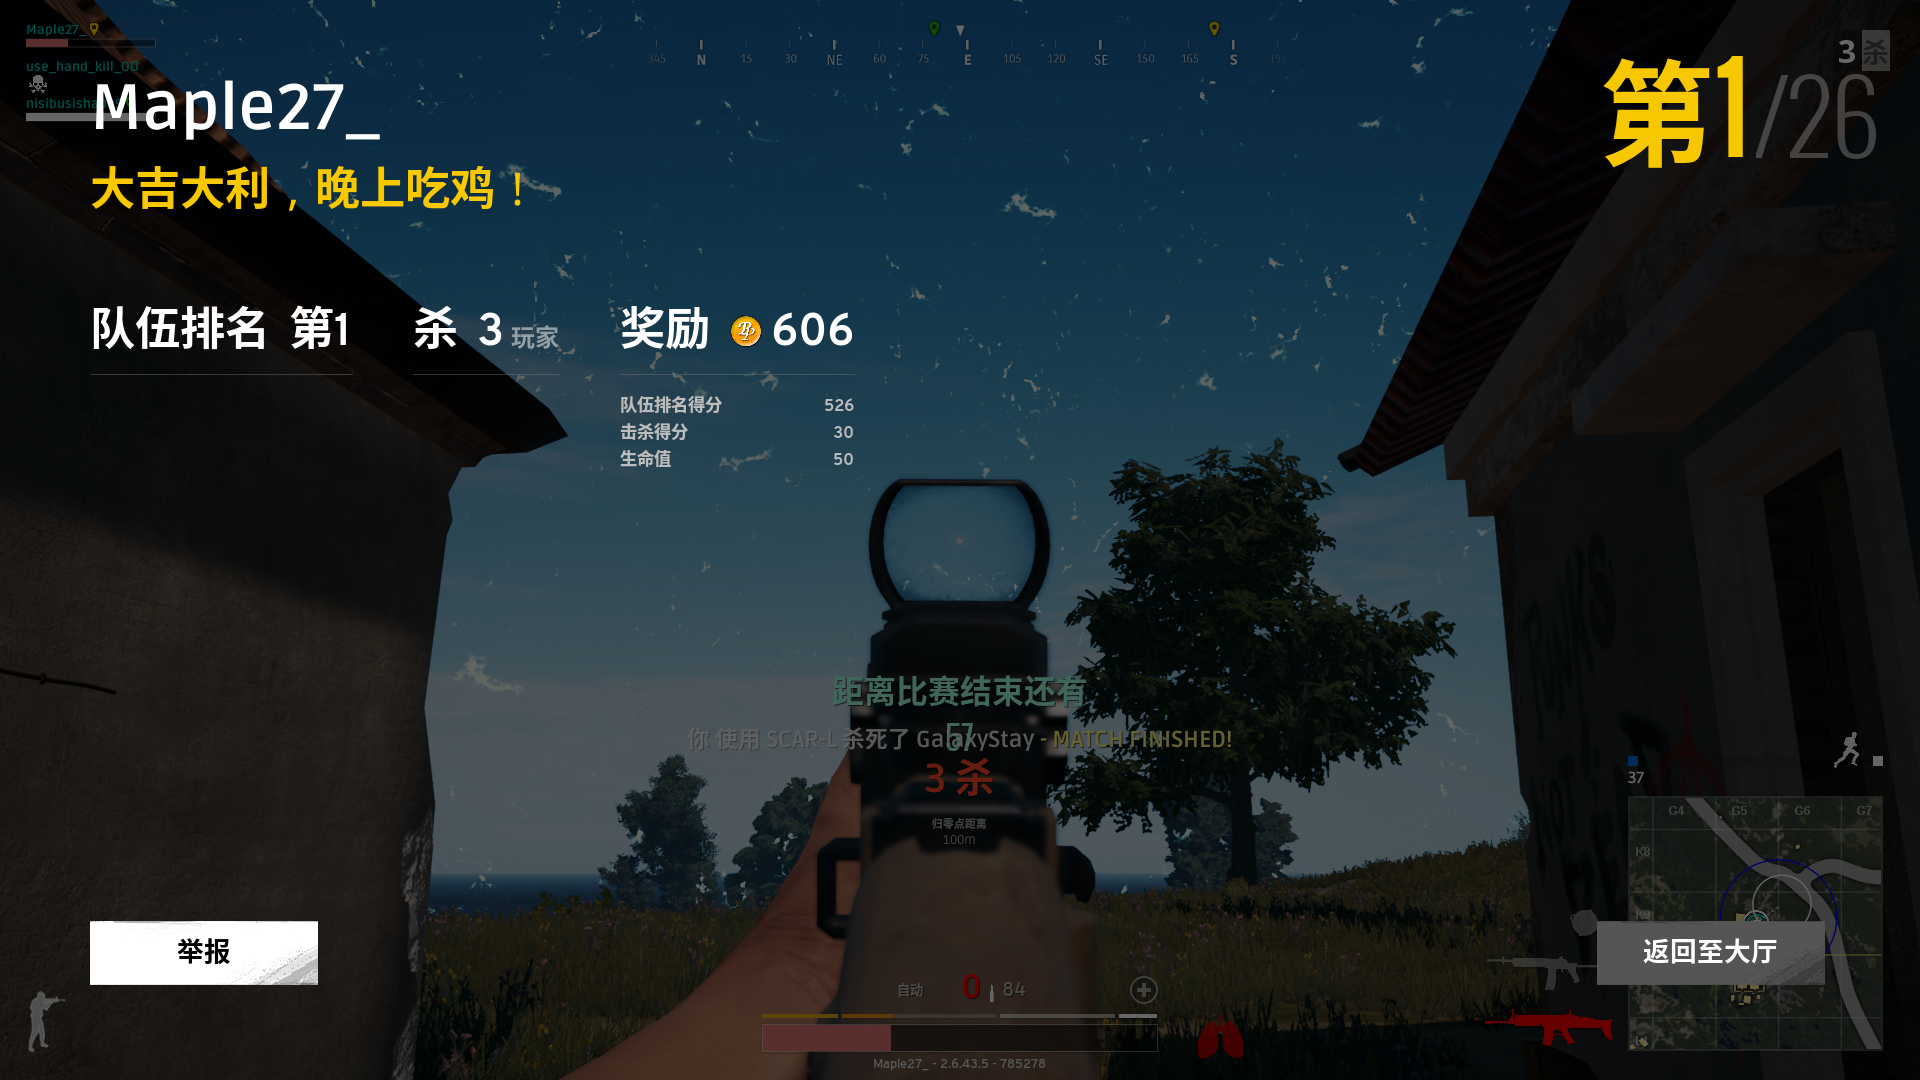 Maple27_
use_hand_kill_00
nisibusisha
345 N 15 30 NE 60 75 E 105 120 SE 150 165 S 195
3 杀
Maple27_
第1/26
大吉大利，晚上吃鸡！
队伍排名 第1
杀 3 玩家
奖励 606
队伍排名得分 526
击杀得分 30
生命值 50
距离比赛结束还有
57
你 使用 SCAR-L 杀死了 GalaxyStay - MATCH FINISHED!
3 杀
归零点距离
100m
37
G4 G5 G6 G7
K8
K9
举报
返回至大厅
自动 0 84
Maple27_ - 2.6.43.5 - 785278